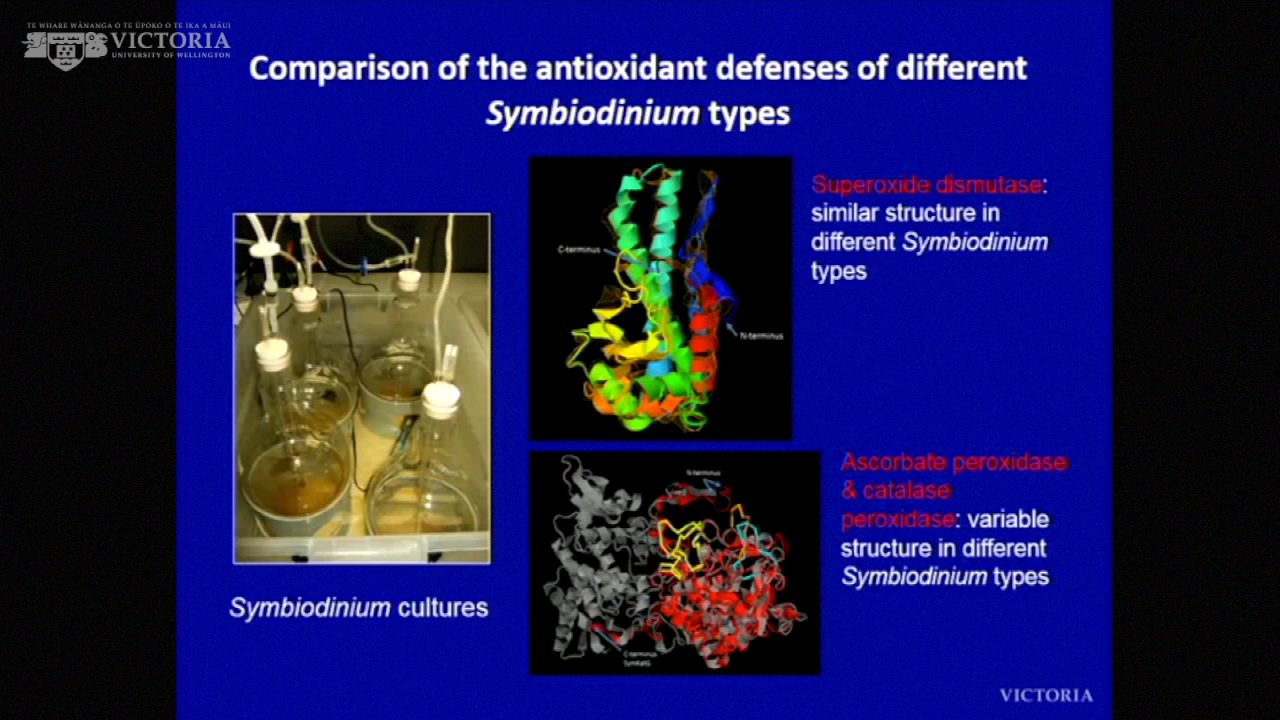 TE WHARE WĀNANGA O TE ŪPOKO O TE IKA A MĀUI
VICTORIA
UNIVERSITY OF WELLINGTON
Comparison of the antioxidant defenses of different
Symbiodinium types
Superoxide dismutase:
similar structure in
different Symbiodinium
types
C-terminus
N-terminus
Ascorbate peroxidase
& catalase
peroxidase: variable
structure in different
Symbiodinium types
N-terminus
C-terminus
SymKatG
Symbiodinium cultures
VICTORIA